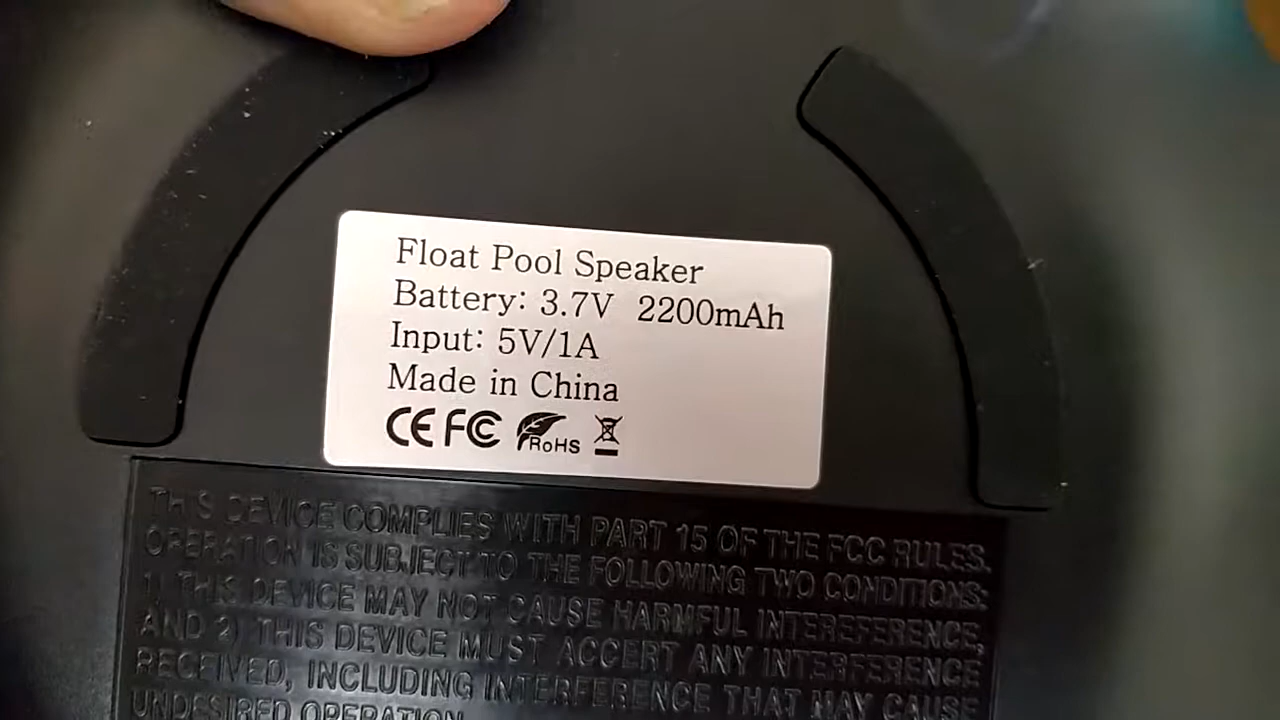 Float Pool Speaker
Battery: 3.7V 2200mAh
Input: 5V/1A
Made in China
CE FC RoHS
THIS DEVICE COMPLIES WITH PART 15 OF THE FCC RULES.
OPERATION IS SUBJECT TO THE FOLLOWING TWO CONDITIONS:
1) THIS DEVICE MAY NOT CAUSE HARMFUL INTEREFERENCE,
AND 2) THIS DEVICE MUST ACCERT ANY INTERFERENCE
RECEIVED, INCLUDING INTERFERENCE THAT MAY CAUSE
UNDESIRED OPERATION.